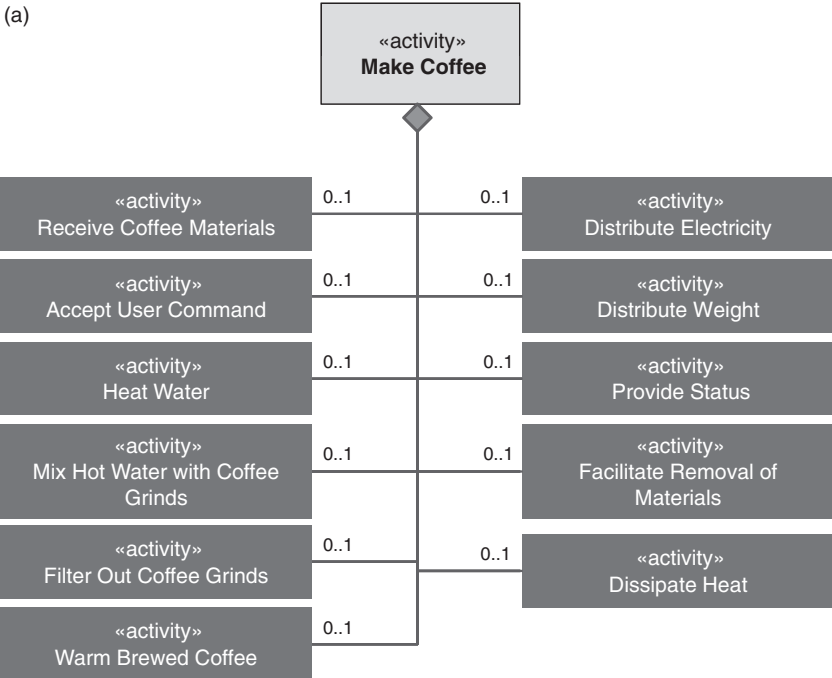 (a)
«activity»
Make Coffee
0..1
0..1
«activity»
Receive Coffee Materials
«activity»
Distribute Electricity
0..1
0..1
«activity»
Accept User Command
«activity»
Distribute Weight
0..1
0..1
«activity»
Heat Water
«activity»
Provide Status
0..1
0..1
«activity»
Mix Hot Water with Coffee
Grinds
«activity»
Facilitate Removal of
Materials
0..1
0..1
«activity»
Filter Out Coffee Grinds
«activity»
Dissipate Heat
0..1
«activity»
Warm Brewed Coffee